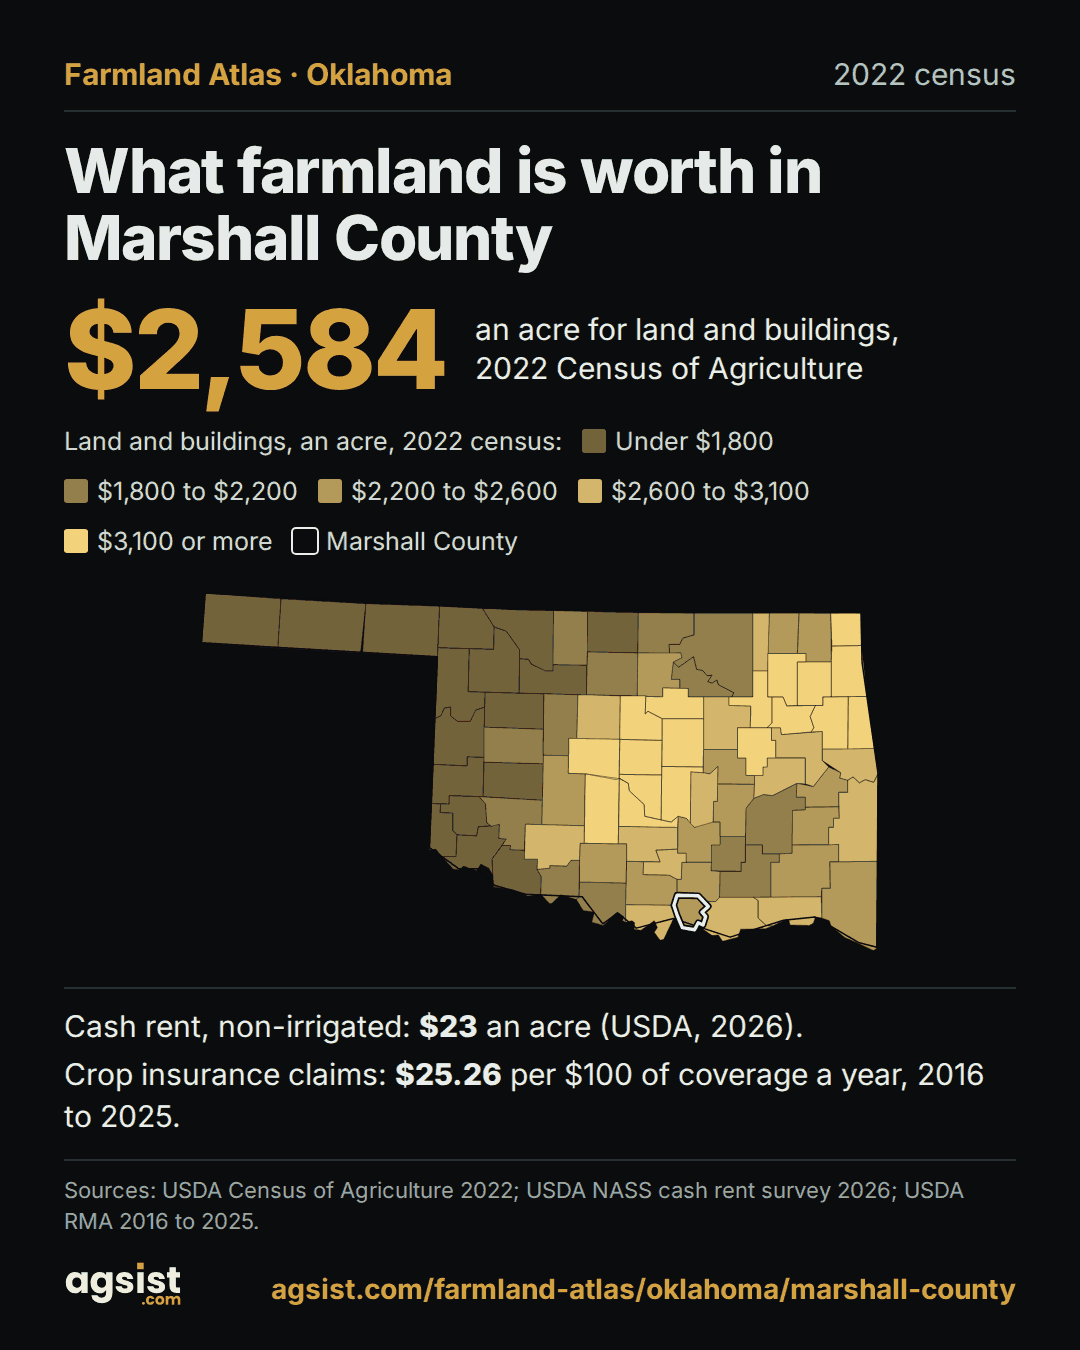 Farmland Atlas · Oklahoma
2022 census
What farmland is worth in
Marshall County
$2,584
an acre for land and buildings,
2022 Census of Agriculture
Land and buildings, an acre, 2022 census: Under $1,800
$1,800 to $2,200 $2,200 to $2,600 $2,600 to $3,100
$3,100 or more Marshall County
Cash rent, non-irrigated: $23 an acre (USDA, 2026).
Crop insurance claims: $25.26 per $100 of coverage a year, 2016
to 2025.
Sources: USDA Census of Agriculture 2022; USDA NASS cash rent survey 2026; USDA
RMA 2016 to 2025.
agsist
.com
agsist.com/farmland-atlas/oklahoma/marshall-county